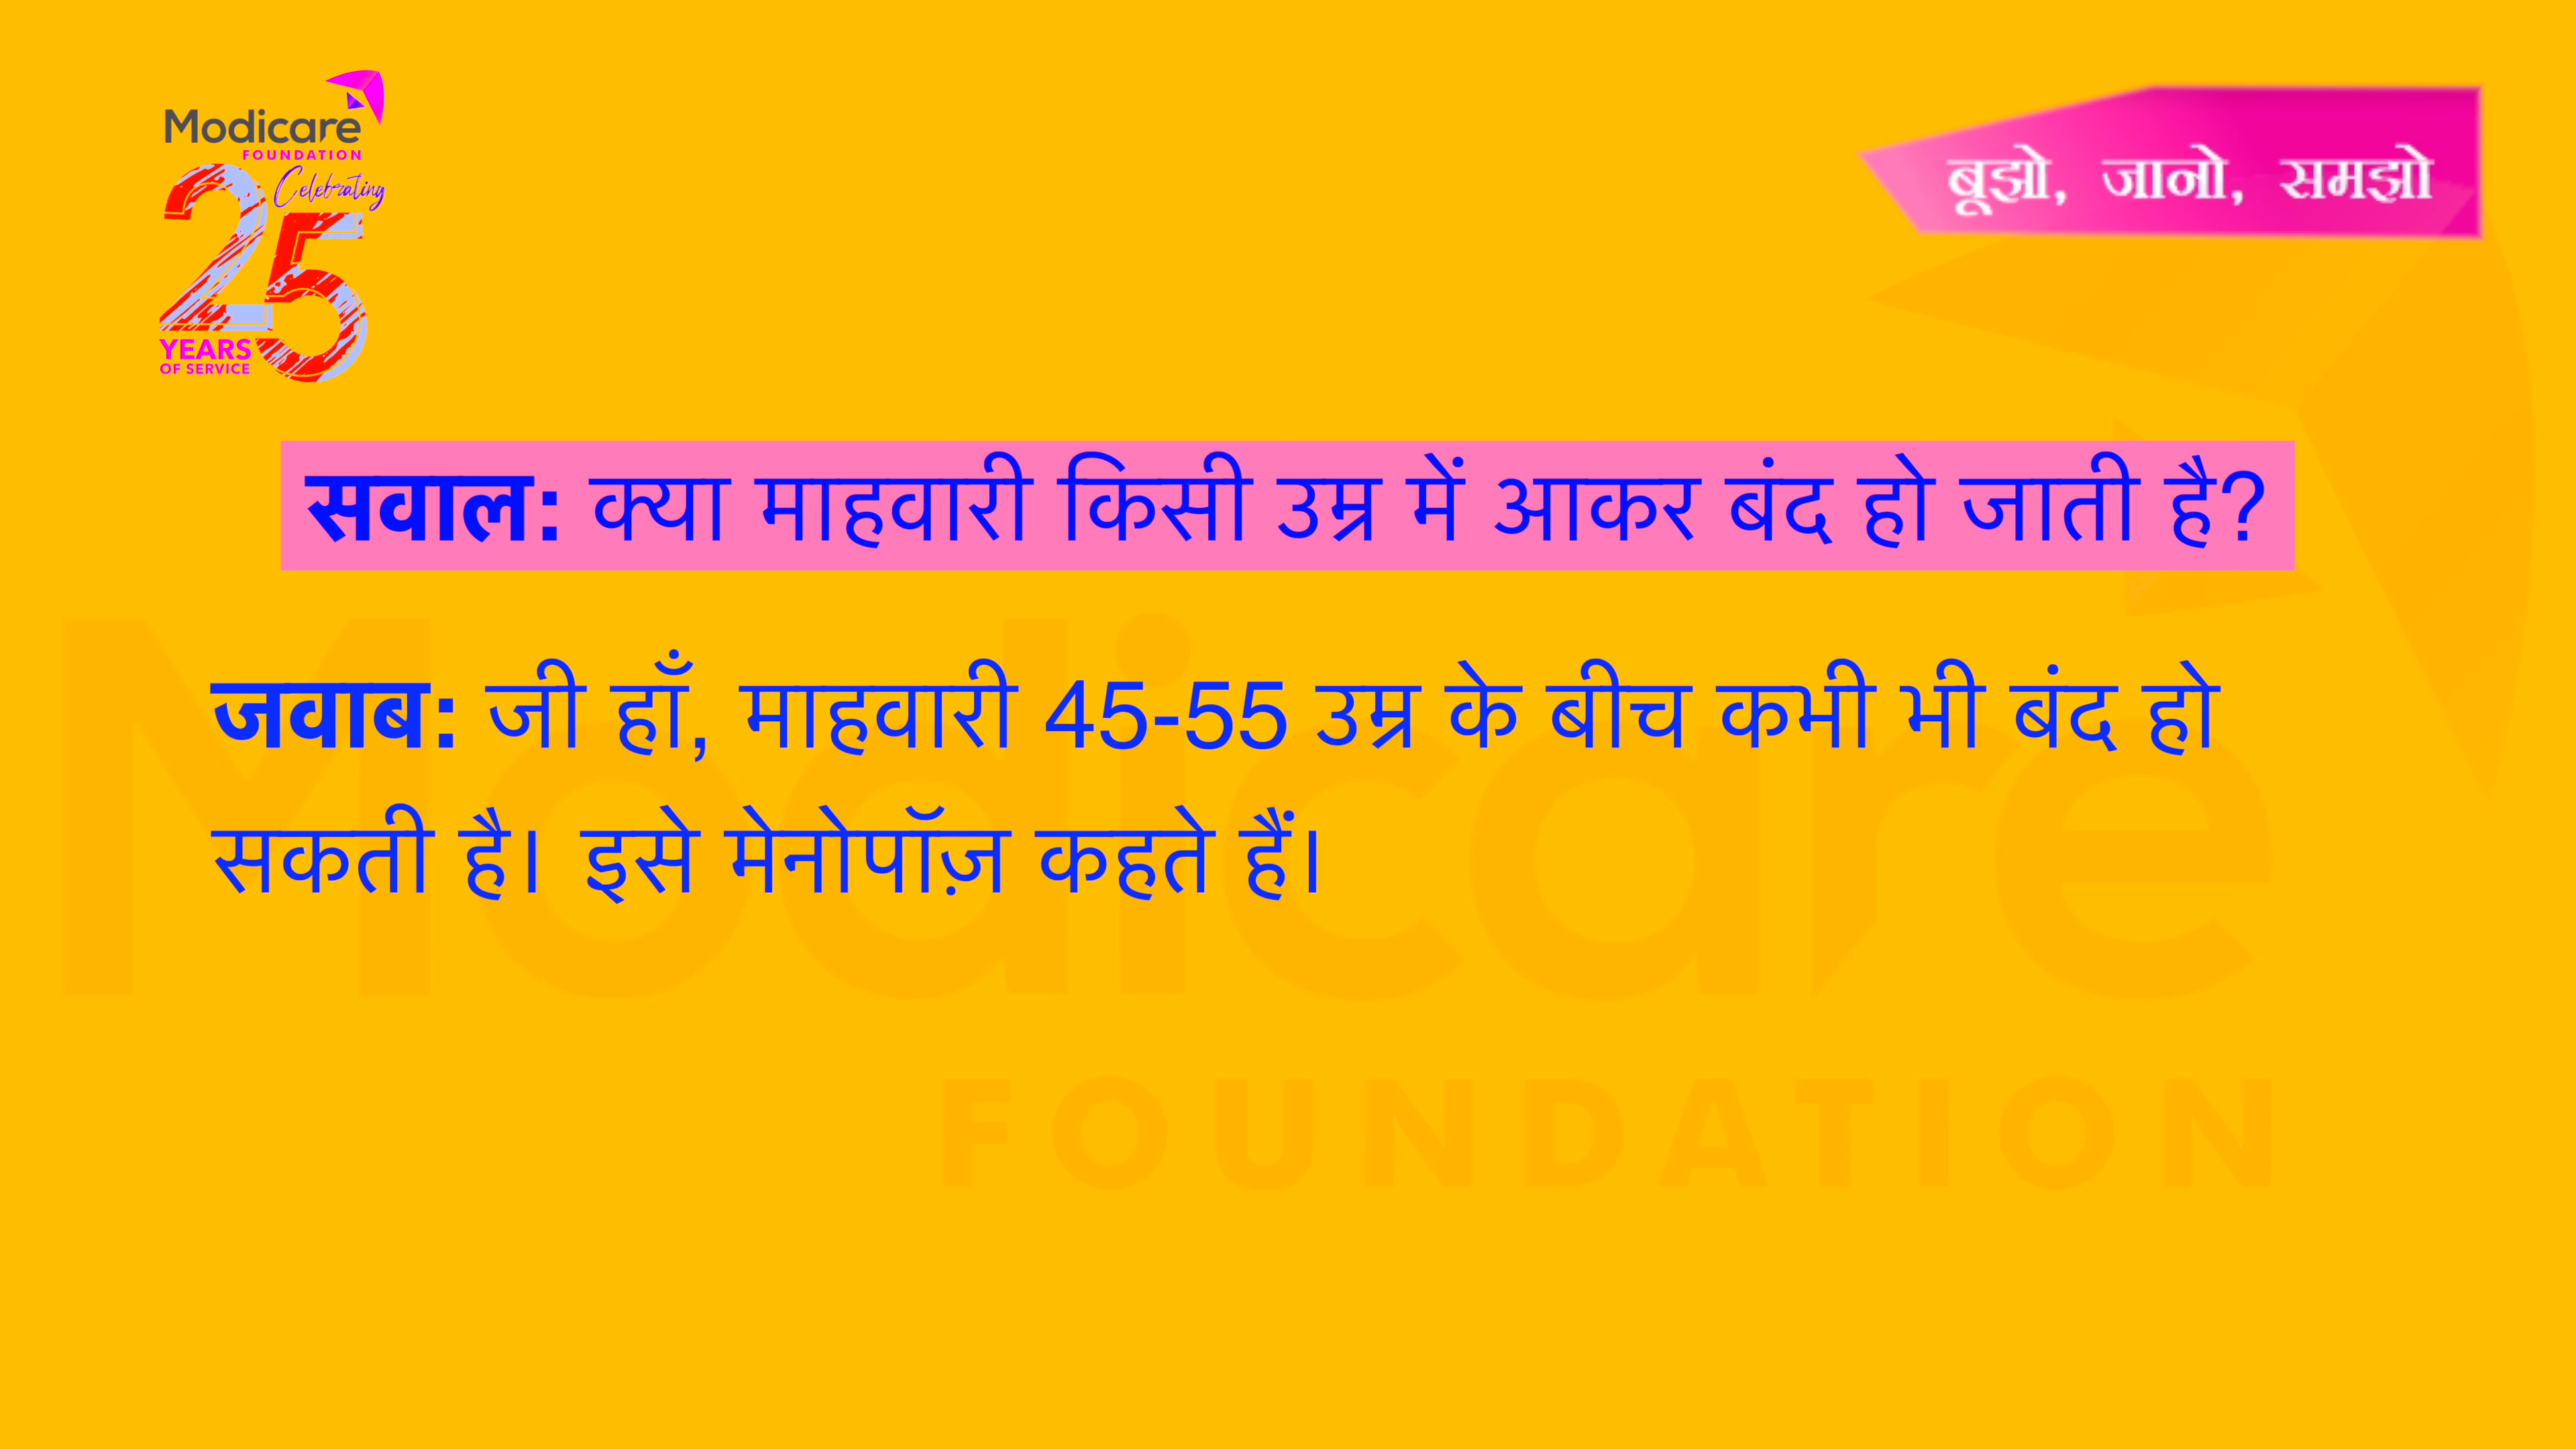 Modicare
FOUNDATION
Celebrating
25
YEARS
OF SERVICE
बूझो, जानो, समझो
सवाल: क्या माहवारी किसी उम्र में आकर बंद हो जाती है?
जवाब: जी हाँ, माहवारी 45-55 उम्र के बीच कभी भी बंद हो
सकती है। इसे मेनोपॉज़ कहते हैं।
Modicare
FOUNDATION